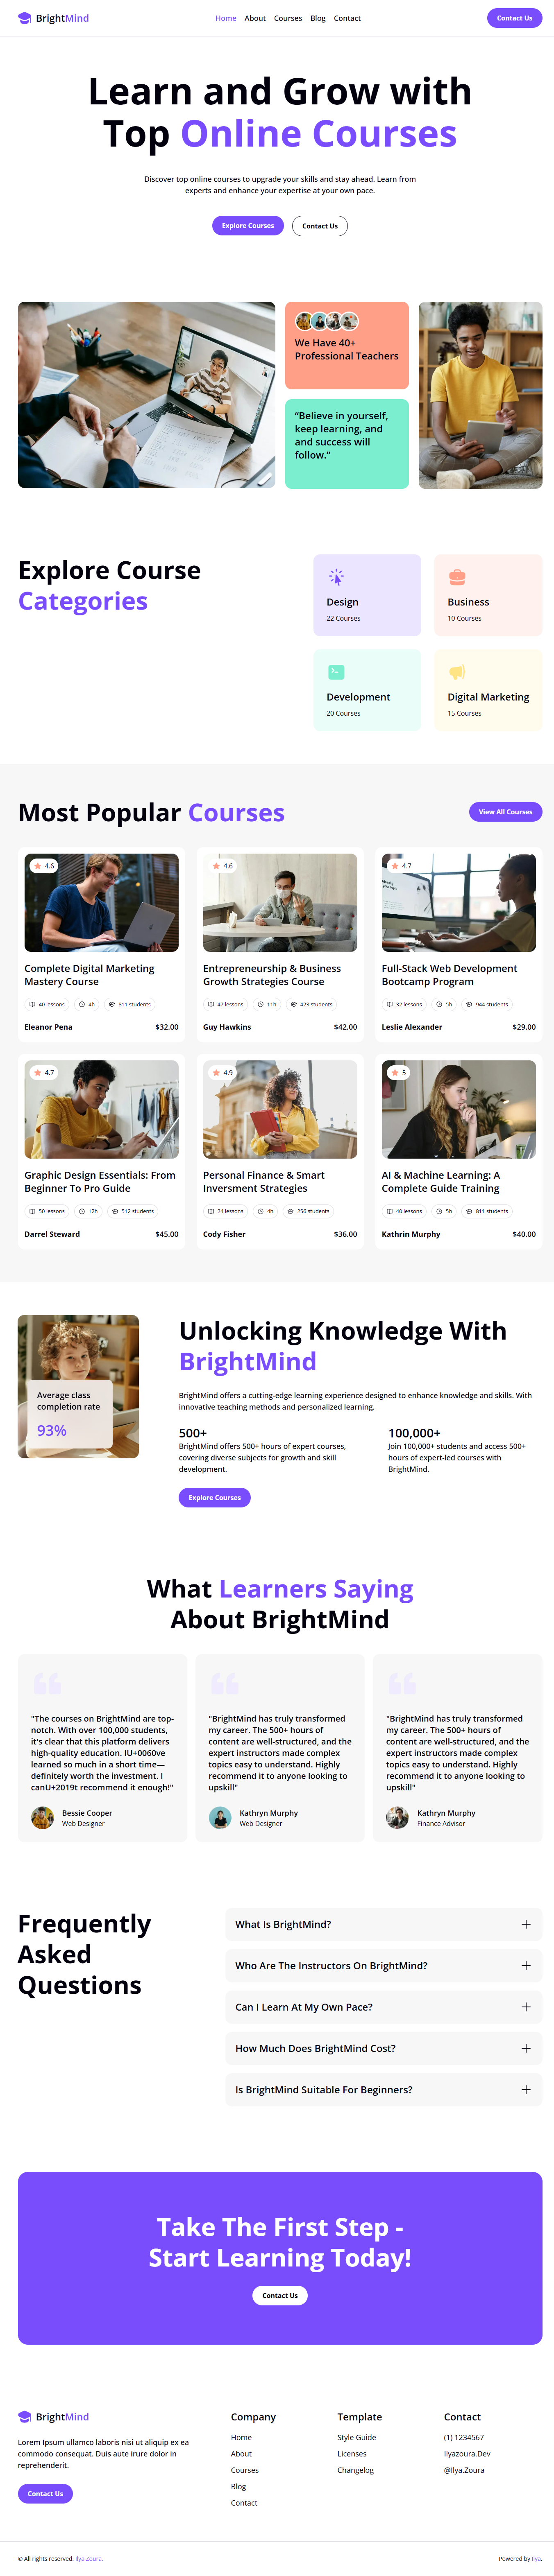 BrightMind
Home About Courses Blog Contact
Contact Us
Learn and Grow with
Top Online Courses
Discover top online courses to upgrade your skills and stay ahead. Learn from
experts and enhance your expertise at your own pace.
Explore Courses
Contact Us
We Have 40+
Professional Teachers
“Believe in yourself,
keep learning, and
and success will
follow.”
Explore Course
Categories
Design
22 Courses
Business
10 Courses
Development
20 Courses
Digital Marketing
15 Courses
Most Popular Courses
View All Courses
4.6
Complete Digital Marketing
Mastery Course
40 lessons 4h 811 students
Eleanor Pena $32.00
4.6
Entrepreneurship & Business
Growth Strategies Course
47 lessons 11h 423 students
Guy Hawkins $42.00
4.7
Full-Stack Web Development
Bootcamp Program
32 lessons 5h 944 students
Leslie Alexander $29.00
4.7
Graphic Design Essentials: From
Beginner To Pro Guide
50 lessons 12h 512 students
Darrel Steward $45.00
4.9
Personal Finance & Smart
Inversment Strategies
24 lessons 4h 256 students
Cody Fisher $36.00
5
AI & Machine Learning: A
Complete Guide Training
40 lessons 5h 811 students
Kathrin Murphy $40.00
Average class
completion rate
93%
Unlocking Knowledge With
BrightMind
BrightMind offers a cutting-edge learning experience designed to enhance knowledge and skills. With
innovative teaching methods and personalized learning.
500+
BrightMind offers 500+ hours of expert courses,
covering diverse subjects for growth and skill
development.
100,000+
Join 100,000+ students and access 500+
hours of expert-led courses with
BrightMind.
Explore Courses
What Learners Saying
About BrightMind
"The courses on BrightMind are top-
notch. With over 100,000 students,
it's clear that this platform delivers
high-quality education. IU+0060ve
learned so much in a short time—
definitely worth the investment. I
canU+2019t recommend it enough!"
Bessie Cooper
Web Designer
"BrightMind has truly transformed
my career. The 500+ hours of
content are well-structured, and the
expert instructors made complex
topics easy to understand. Highly
recommend it to anyone looking to
upskill"
Kathryn Murphy
Web Designer
"BrightMind has truly transformed
my career. The 500+ hours of
content are well-structured, and the
expert instructors made complex
topics easy to understand. Highly
recommend it to anyone looking to
upskill"
Kathryn Murphy
Finance Advisor
Frequently
Asked
Questions
What Is BrightMind?
Who Are The Instructors On BrightMind?
Can I Learn At My Own Pace?
How Much Does BrightMind Cost?
Is BrightMind Suitable For Beginners?
Take The First Step -
Start Learning Today!
Contact Us
BrightMind
Lorem Ipsum ullamco laboris nisi ut aliquip ex ea
commodo consequat. Duis aute irure dolor in
reprehenderit.
Contact Us
Company
Home
About
Courses
Blog
Contact
Template
Style Guide
Licenses
Changelog
Contact
(1) 1234567
Ilyazoura.Dev
@Ilya.Zoura
© All rights reserved. Ilya Zoura.
Powered by Ilya.